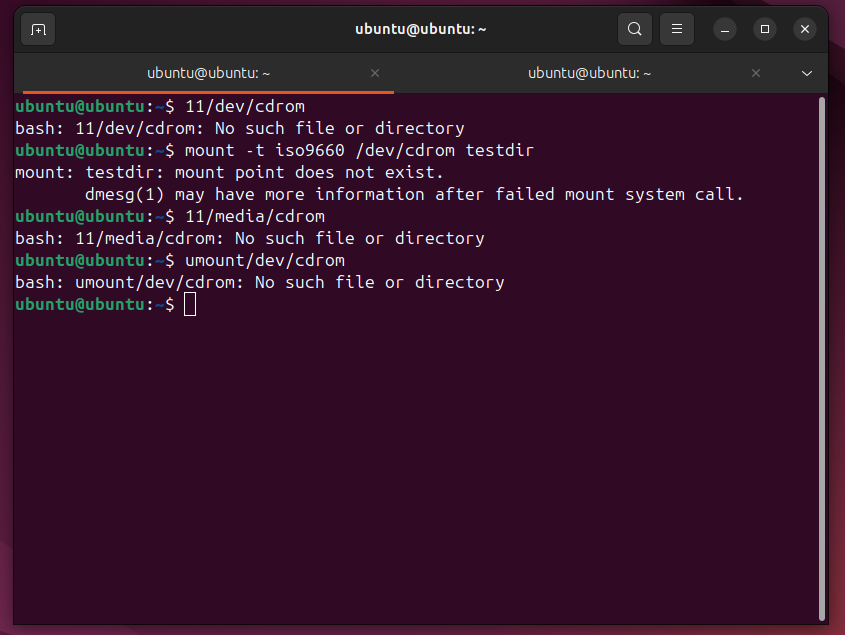 ubuntu@ubuntu: ~
ubuntu@ubuntu: ~
ubuntu@ubuntu: ~
ubuntu@ubuntu:~$ 11/dev/cdrom
bash: 11/dev/cdrom: No such file or directory
ubuntu@ubuntu:~$ mount -t iso9660 /dev/cdrom testdir
mount: testdir: mount point does not exist.
       dmesg(1) may have more information after failed mount system call.
ubuntu@ubuntu:~$ 11/media/cdrom
bash: 11/media/cdrom: No such file or directory
ubuntu@ubuntu:~$ umount/dev/cdrom
bash: umount/dev/cdrom: No such file or directory
ubuntu@ubuntu:~$